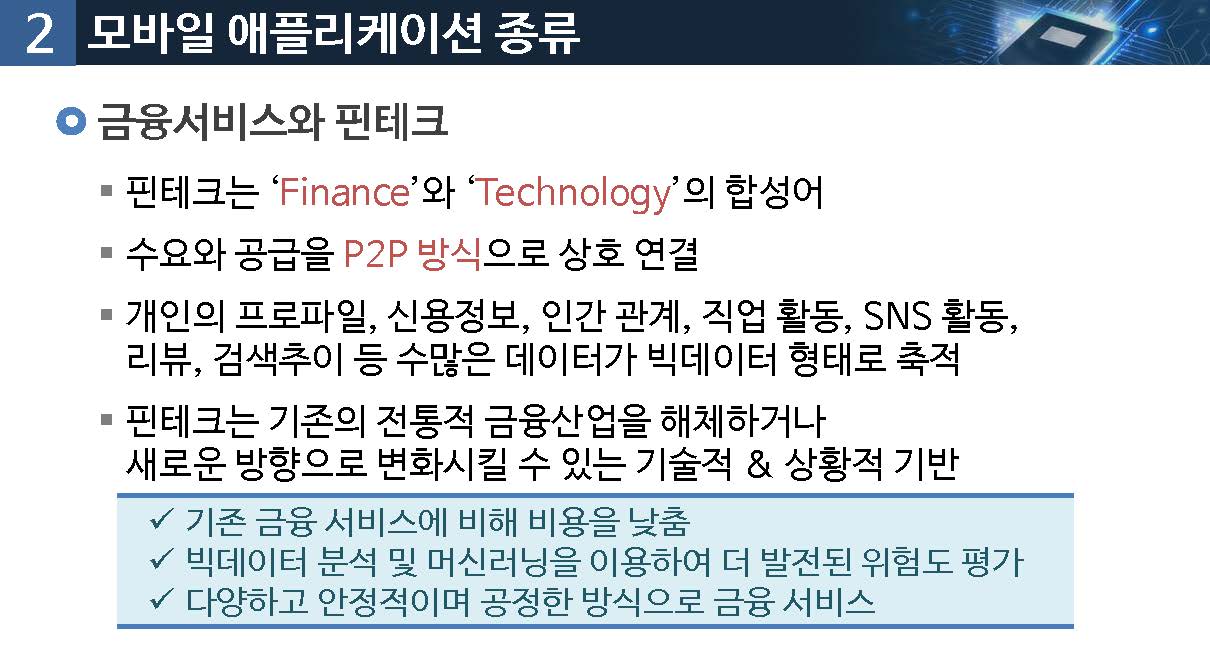 2 모바일 애플리케이션 종류
금융서비스와 핀테크
▪ 핀테크는 ‘Finance’와 ‘Technology’의 합성어
▪ 수요와 공급을 P2P 방식으로 상호 연결
▪ 개인의 프로파일, 신용정보, 인간 관계, 직업 활동, SNS 활동,
리뷰, 검색추이 등 수많은 데이터가 빅데이터 형태로 축적
▪ 핀테크는 기존의 전통적 금융산업을 해체하거나
새로운 방향으로 변화시킬 수 있는 기술적 & 상황적 기반
✓ 기존 금융 서비스에 비해 비용을 낮춤
✓ 빅데이터 분석 및 머신러닝을 이용하여 더 발전된 위험도 평가
✓ 다양하고 안정적이며 공정한 방식으로 금융 서비스